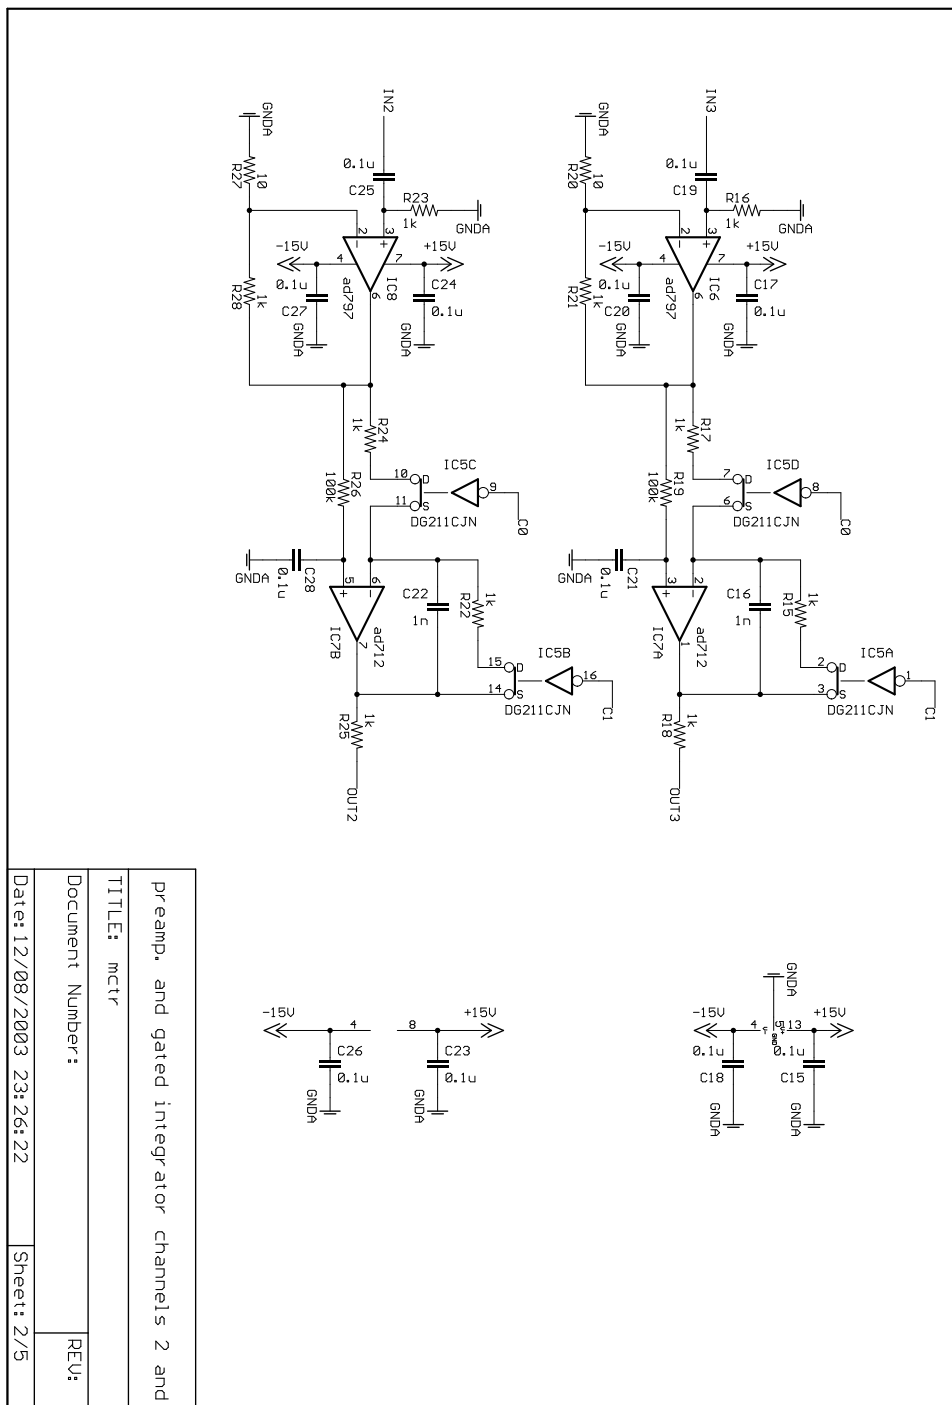 IN2
GNDA
0.1u
C25
R27
10
R23
1k
GNDA
2
3
-
+
-15V
4
7
+15V
0.1u
C27
GNDA
ad797
IC8
6
C24
0.1u
GNDA
R28
1k
1k
R24
R26
100k
10
D
11
S
IC5C
9
DG211CJN
C0
GNDA
C28
0.1u
5
6
+
-
C22
1n
1k
R22
IC7B
ad712
7
15
D
14
S
IC5B
16
DG211CJN
C1
R25
1k
OUT2
IN3
GNDA
0.1u
C19
R20
10
R16
1k
GNDA
2
3
-
+
-15V
4
7
+15V
0.1u
C20
GNDA
ad797
IC6
6
C17
0.1u
GNDA
R21
1k
1k
R17
R19
100k
7
D
6
S
IC5D
8
DG211CJN
C0
GNDA
C21
0.1u
3
2
+
-
C16
1n
1k
R15
IC7A
ad712
1
2
D
3
S
IC5A
1
DG211CJN
C1
R18
1k
OUT3
-15V
4
8
+15V
C26
0.1u
GNDA
C23
0.1u
GNDA
GNDA
-15V
4
5
13
+15V
GND
0.1u
C18
GNDA
0.1u
C15
GNDA
preamp. and gated integrator channels 2 and
TITLE: mctr
Document Number:
REV:
Date: 12/08/2003 23:26:22
Sheet: 2/5